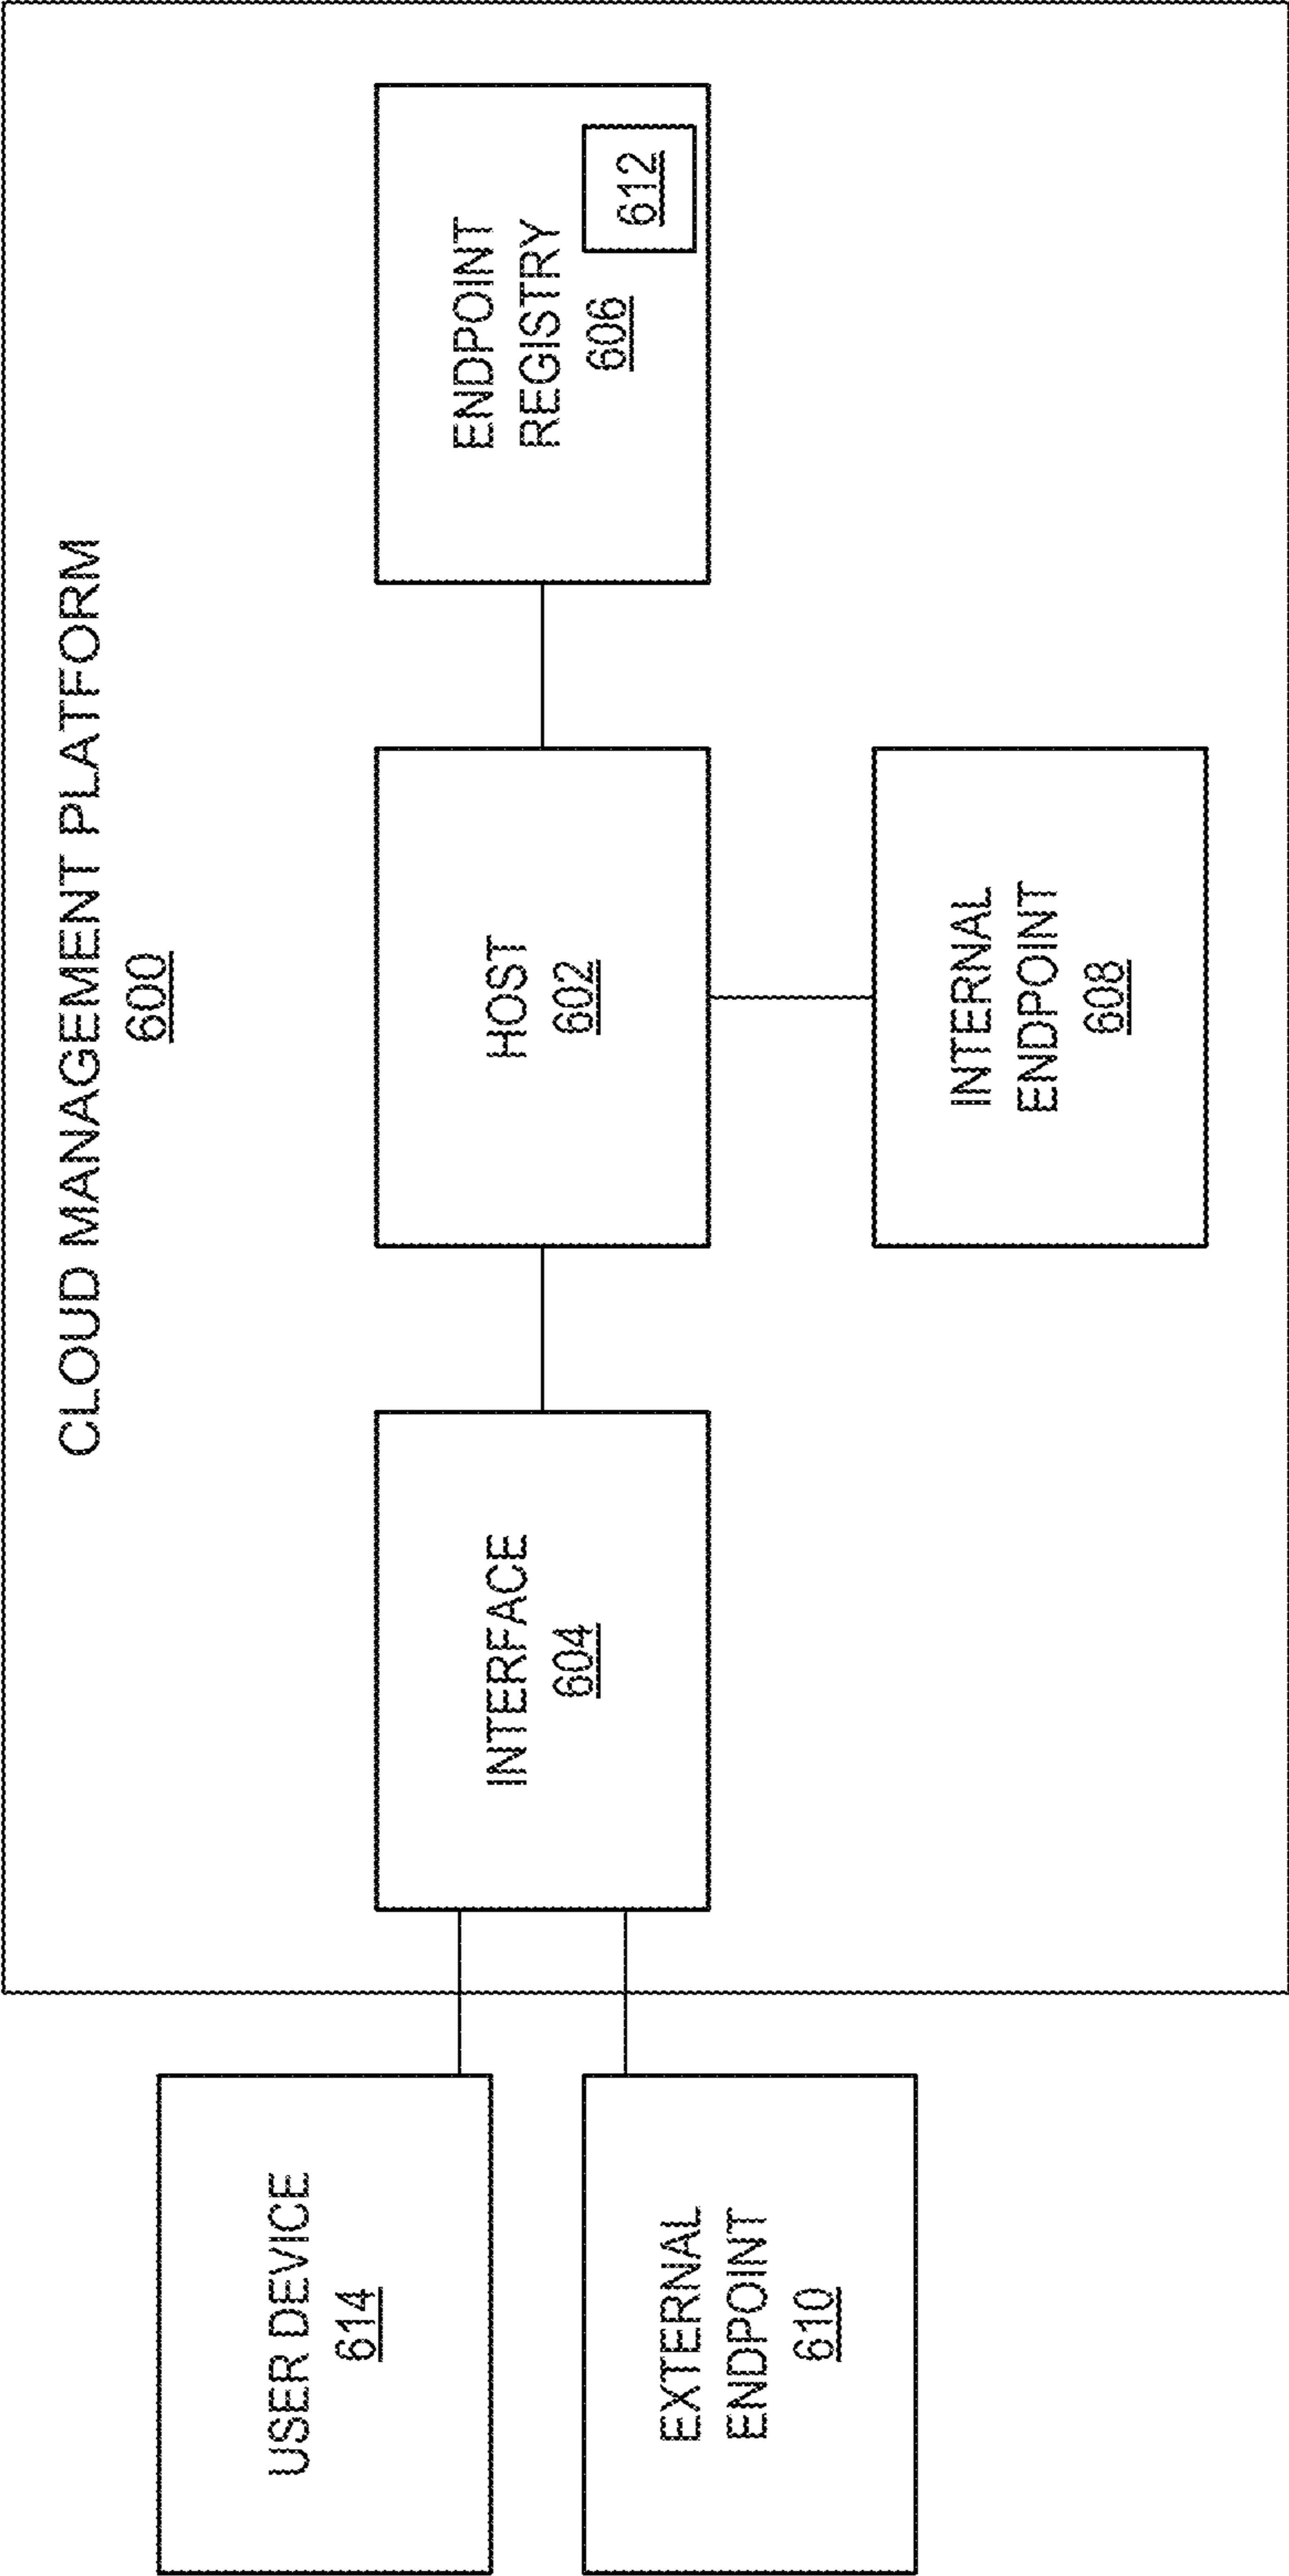 CLOUD MANAGEMENT PLATFORM
600
USER DEVICE
614
EXTERNAL
ENDPOINT
610
INTERFACE
604
HOST
602
ENDPOINT
REGISTRY
606
612
INTERNAL
ENDPOINT
608